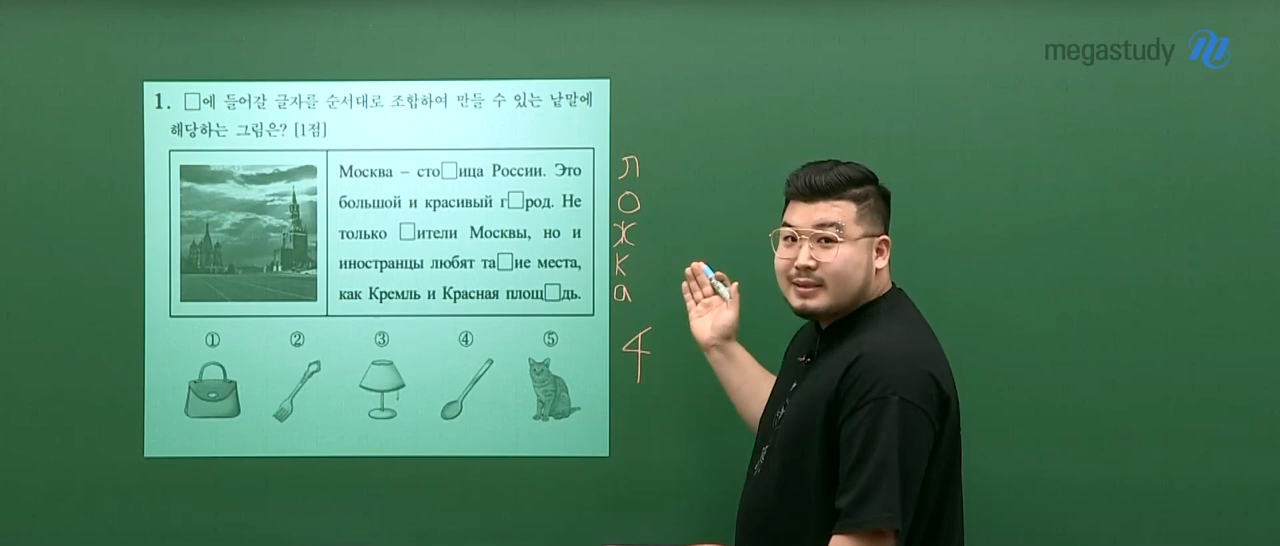 megastudy
1. □에 들어갈 글자를 순서대로 조합하여 만들 수 있는 낱말에
해당하는 그림은? [1점]
Москва – сто□ица России. Это
большой и красивый г□род. Не
только □ители Москвы, но и
иностранцы любят та□ие места,
как Кремль и Красная площ□дь.
① ② ③ ④ ⑤
л
о
ж
к
а
4